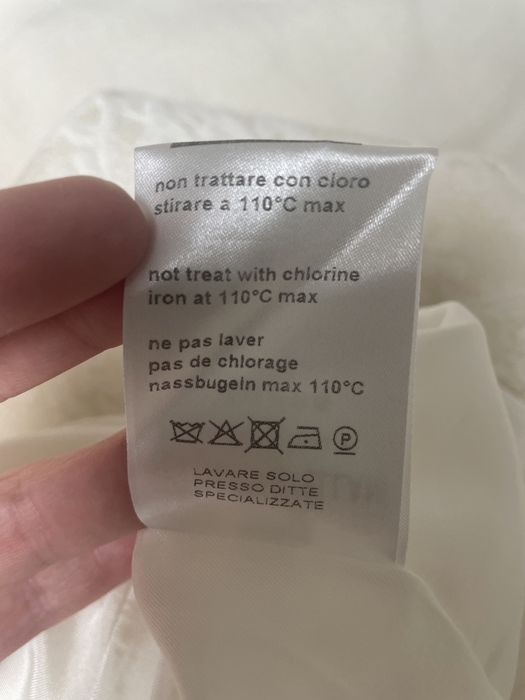 non trattare con cloro
stirare a 110°C max
not treat with chlorine
iron at 110°C max
ne pas laver
pas de chlorage
nassbugeln max 110°C
P
LAVARE SOLO
PRESSO DITTE
SPECIALIZZATE